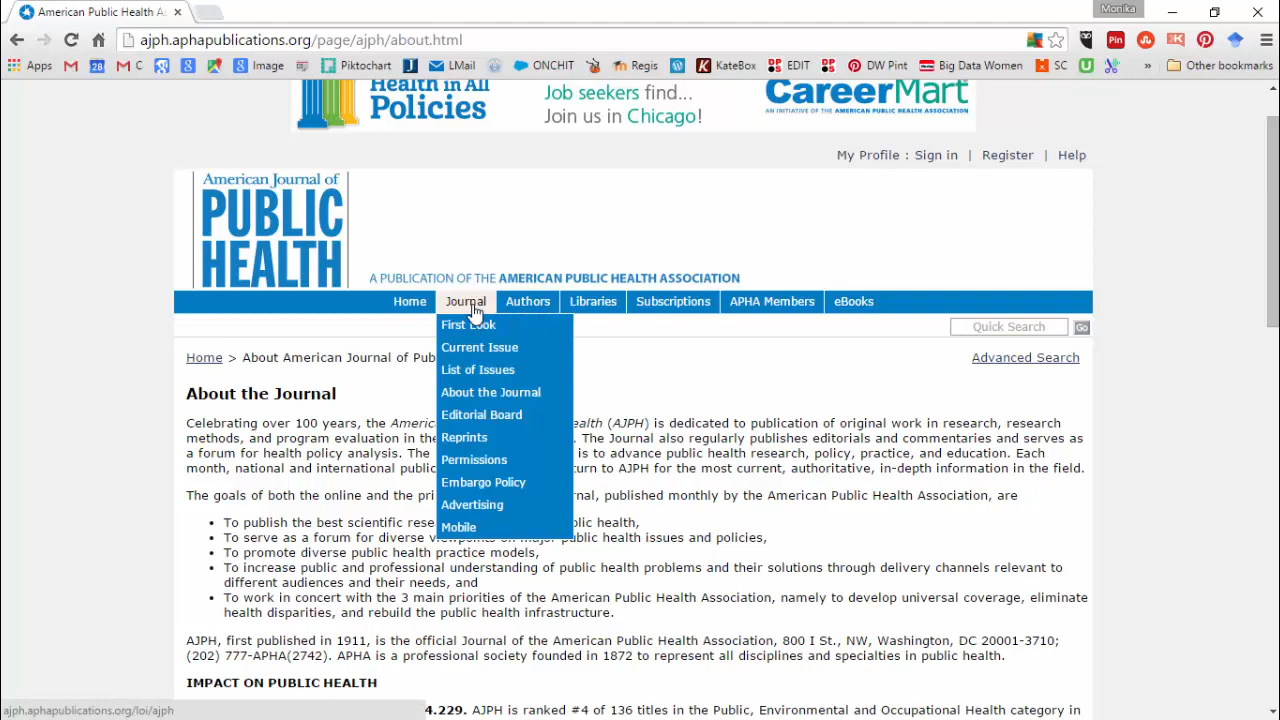 American Public Health A
Monika
ajph.aphapublications.org/page/ajph/about.html
Apps
M C
Image
Piktochart
LMail
ONCHIT
Regis
KateBox
EDIT
DW Pint
Big Data Women
SC
» Other bookmarks
Health in All
Policies
Job seekers find...
Join us in Chicago!
CareerMart
AN INITIATIVE OF THE AMERICAN PUBLIC HEALTH ASSOCIATION
My Profile : Sign in | Register | Help
American Journal of
PUBLIC
HEALTH
A PUBLICATION OF THE AMERICAN PUBLIC HEALTH ASSOCIATION
Home Journal Authors Libraries Subscriptions APHA Members eBooks
First Look
Current Issue
List of Issues
About the Journal
Editorial Board
Reprints
Permissions
Embargo Policy
Advertising
Mobile
Quick Search Go
Home > About American Journal of Pub
Advanced Search
About the Journal
Celebrating over 100 years, the Americ ealth (AJPH) is dedicated to publication of original work in research, research
methods, and program evaluation in the . The Journal also regularly publishes editorials and commentaries and serves as
a forum for health policy analysis. The is to advance public health research, policy, practice, and education. Each
month, national and international public turn to AJPH for the most current, authoritative, in-depth information in the field.
The goals of both the online and the pri nal, published monthly by the American Public Health Association, are
• To publish the best scientific rese blic health,
• To serve as a forum for diverse viewpoints on major public health issues and policies,
• To promote diverse public health practice models,
• To increase public and professional understanding of public health problems and their solutions through delivery channels relevant to
different audiences and their needs, and
• To work in concert with the 3 main priorities of the American Public Health Association, namely to develop universal coverage, eliminate
health disparities, and rebuild the public health infrastructure.
AJPH, first published in 1911, is the official Journal of the American Public Health Association, 800 I St., NW, Washington, DC 20001-3710;
(202) 777-APHA(2742). APHA is a professional society founded in 1872 to represent all disciplines and specialties in public health.
IMPACT ON PUBLIC HEALTH
4.229. AJPH is ranked #4 of 136 titles in the Public, Environmental and Occupational Health category in
ajph.aphapublications.org/loi/ajph